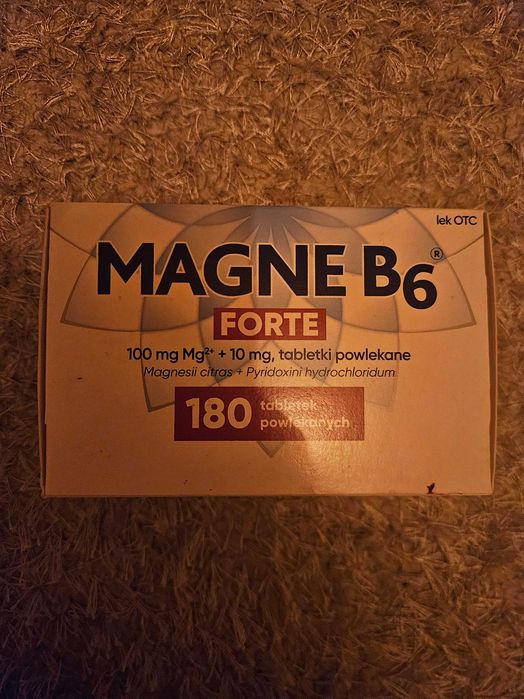 lek OTC
MAGNE B6®
FORTE
100 mg Mg²⁺ + 10 mg, tabletki powlekane
Magnesii citras + Pyridoxini hydrochloridum
180 tabletek
powlekanych